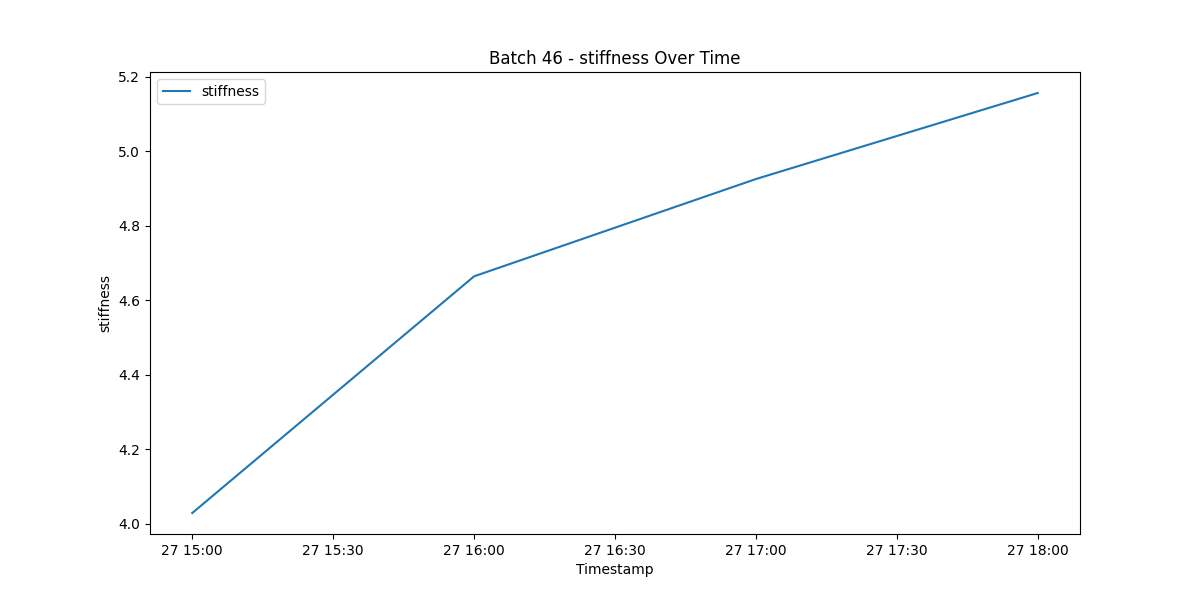 Batch 46 - stiffness Over Time
stiffness
5.2
5.0
4.8
4.6
4.4
4.2
4.0
stiffness
27 15:00 27 15:30 27 16:00 27 16:30 27 17:00 27 17:30 27 18:00
Timestamp